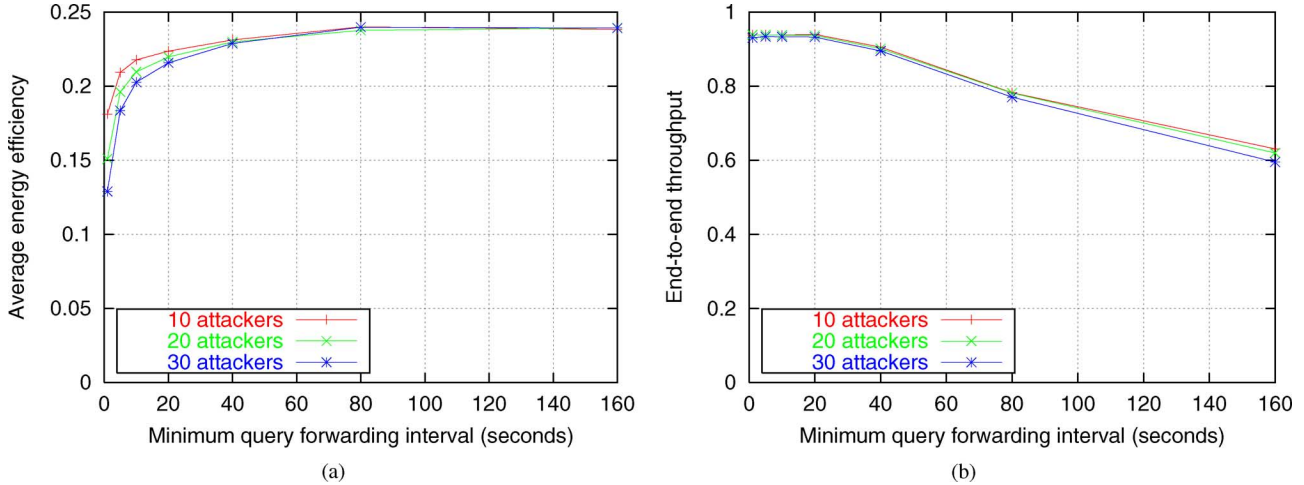 0.25
0.2
0.15
0.1
0.05
0
Average energy efficiency
10 attackers
20 attackers
30 attackers
0 20 40 60 80 100 120 140 160
Minimum query forwarding interval (seconds)
(a)
1
0.8
0.6
0.4
0.2
0
End-to-end throughput
10 attackers
20 attackers
30 attackers
0 20 40 60 80 100 120 140 160
Minimum query forwarding interval (seconds)
(b)